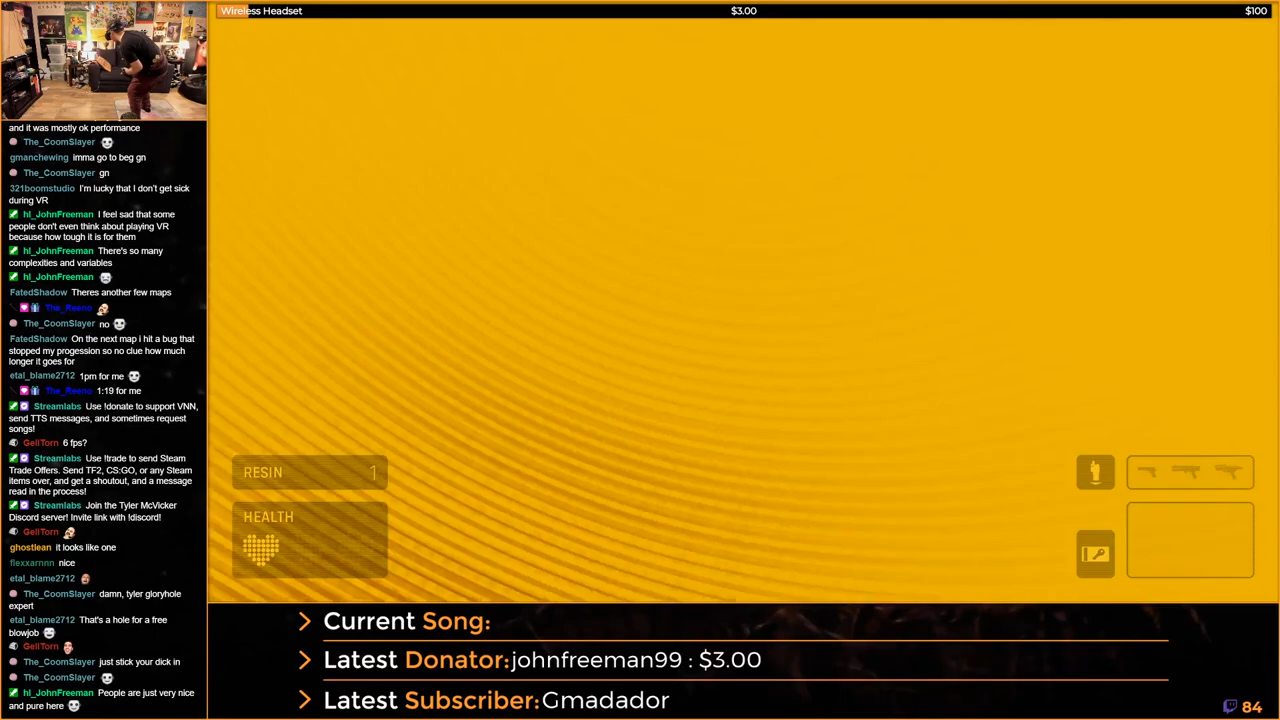 Wireless Headset
$3.00
$100
and it was mostly ok performance
The_CoomSlayer
gmanchewing imma go to beg gn
The_CoomSlayer gn
321boomstudio I'm lucky that I don't get sick
during VR
hl_JohnFreeman I feel sad that some
people don't even think about playing VR
because how tough it is for them
hl_JohnFreeman There's so many
complexities and variables
hl_JohnFreeman
FatedShadow Theres another few maps
The_Reeno
The_CoomSlayer no
FatedShadow On the next map i hit a bug that
stopped my progession so no clue how much
longer it goes for
etal_blame2712 1pm for me
The_Reeno 1:19 for me
Streamlabs Use !donate to support VNN,
send TTS messages, and sometimes request
songs!
GellTorn 6 fps?
Streamlabs Use !trade to send Steam
Trade Offers. Send TF2, CS:GO, or any Steam
items over, and get a shoutout, and a message
read in the process!
Streamlabs Join the Tyler McVicker
Discord server! Invite link with !discord!
GellTorn
ghostlean it looks like one
flexxarnnn nice
etal_blame2712
The_CoomSlayer damn, tyler gloryhole
expert
etal_blame2712 That's a hole for a free
blowjob
GellTorn
The_CoomSlayer just stick your dick in
The_CoomSlayer
hl_JohnFreeman People are just very nice
and pure here
RESIN 1
HEALTH
Current Song:
Latest Donator: johnfreeman99 : $3.00
Latest Subscriber: Gmadador
84